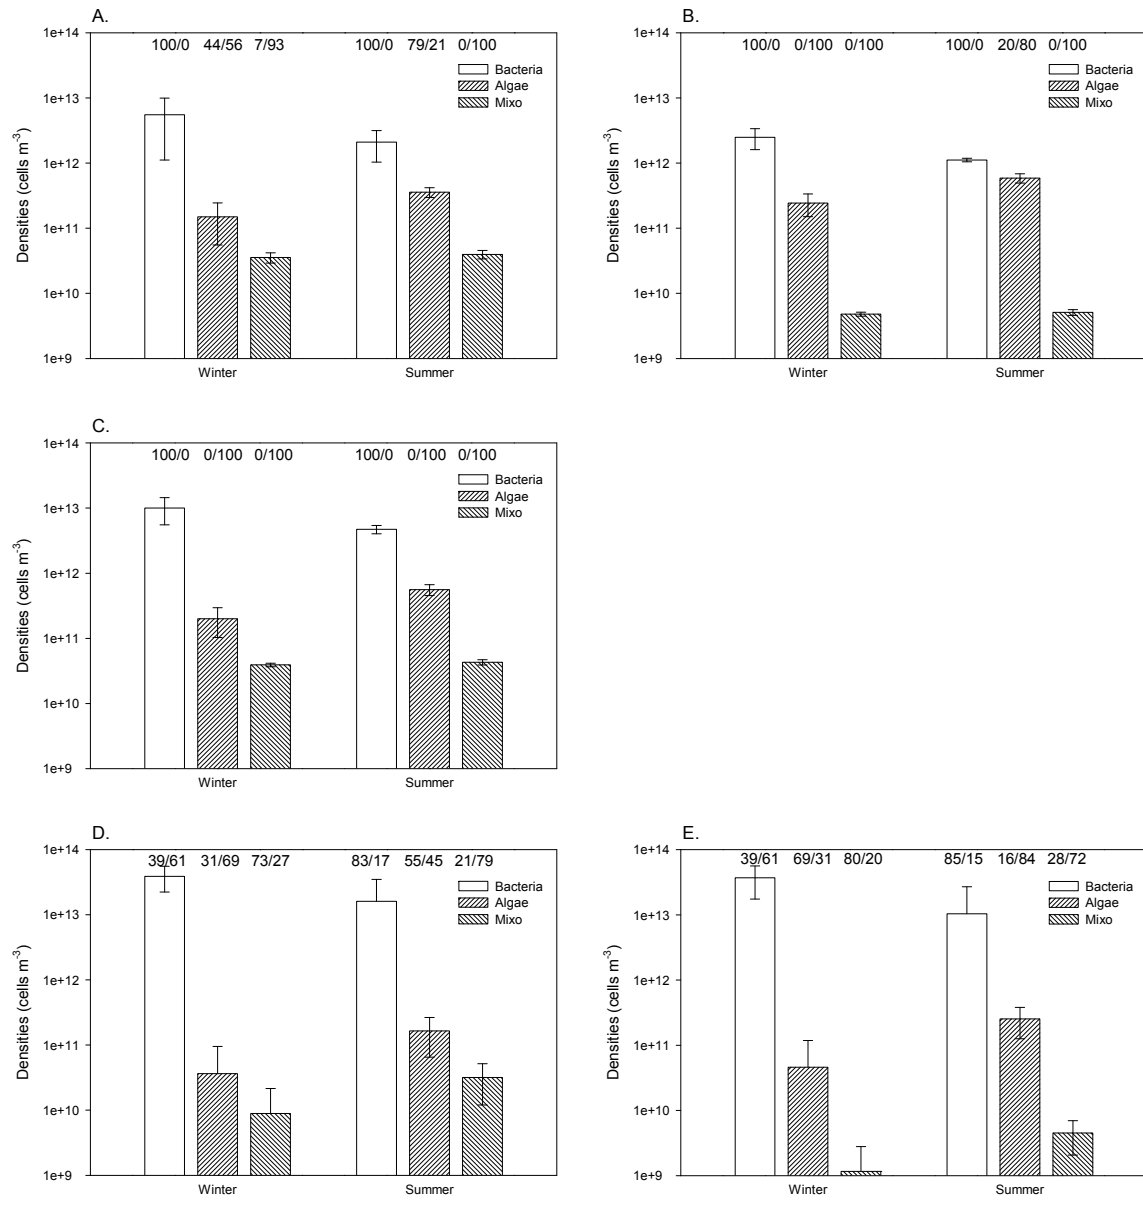 A.
1e+14
100/0 44/56 7/93 100/0 79/21 0/100
Bacteria
Algae
Mixo
1e+13
1e+12
1e+11
1e+10
1e+9
Densities (cells m-3)
Winter Summer
B.
1e+14
100/0 0/100 0/100 100/0 20/80 0/100
Bacteria
Algae
Mixo
1e+13
1e+12
1e+11
1e+10
1e+9
Densities (cells m-3)
Winter Summer
C.
1e+14
100/0 0/100 0/100 100/0 0/100 0/100
Bacteria
Algae
Mixo
1e+13
1e+12
1e+11
1e+10
1e+9
Densities (cells m-3)
Winter Summer
D.
1e+14
39/61 31/69 73/27 83/17 55/45 21/79
Bacteria
Algae
Mixo
1e+13
1e+12
1e+11
1e+10
1e+9
Densities (cells m-3)
Winter Summer
E.
1e+14
39/61 69/31 80/20 85/15 16/84 28/72
Bacteria
Algae
Mixo
1e+13
1e+12
1e+11
1e+10
1e+9
Densities (cells m-3)
Winter Summer